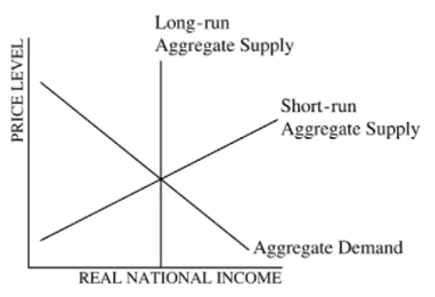 Long-run
Aggregate Supply
PRICE LEVEL
Short-run
Aggregate Supply
Aggregate Demand
REAL NATIONAL INCOME